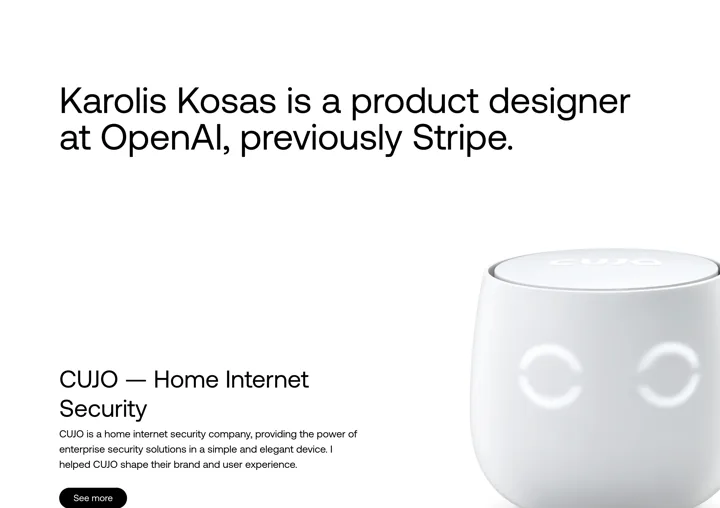 Karolis Kosas is a product designer
at OpenAI, previously Stripe.
CUJO
CUJO — Home Internet
Security
CUJO is a home internet security company, providing the power of
enterprise security solutions in a simple and elegant device. I
helped CUJO shape their brand and user experience.
See more